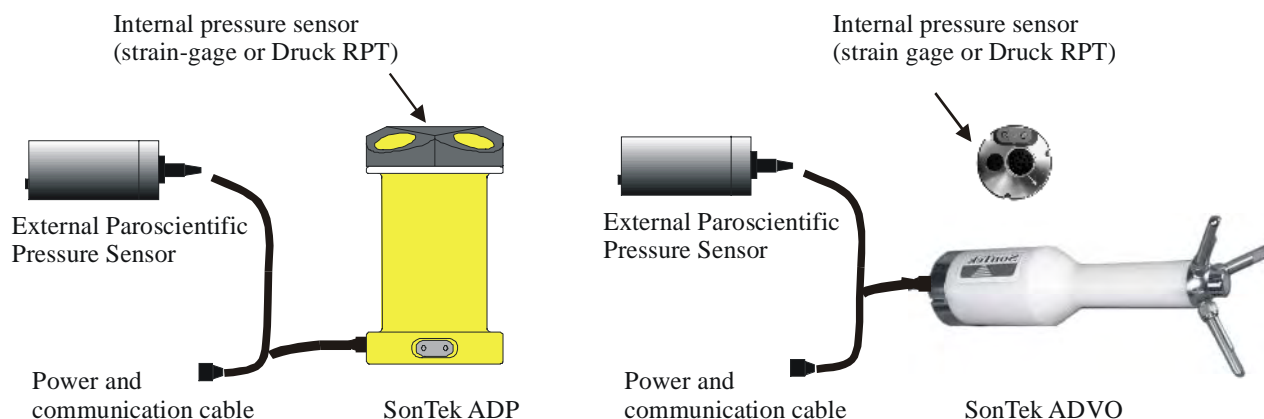 Internal pressure sensor
(strain-gage or Druck RPT)
External Paroscientific
Pressure Sensor
Power and
communication cable
SonTek ADP
Internal pressure sensor
(strain gage or Druck RPT)
External Paroscientific
Pressure Sensor
SonTek
Power and
communication cable
SonTek ADVO